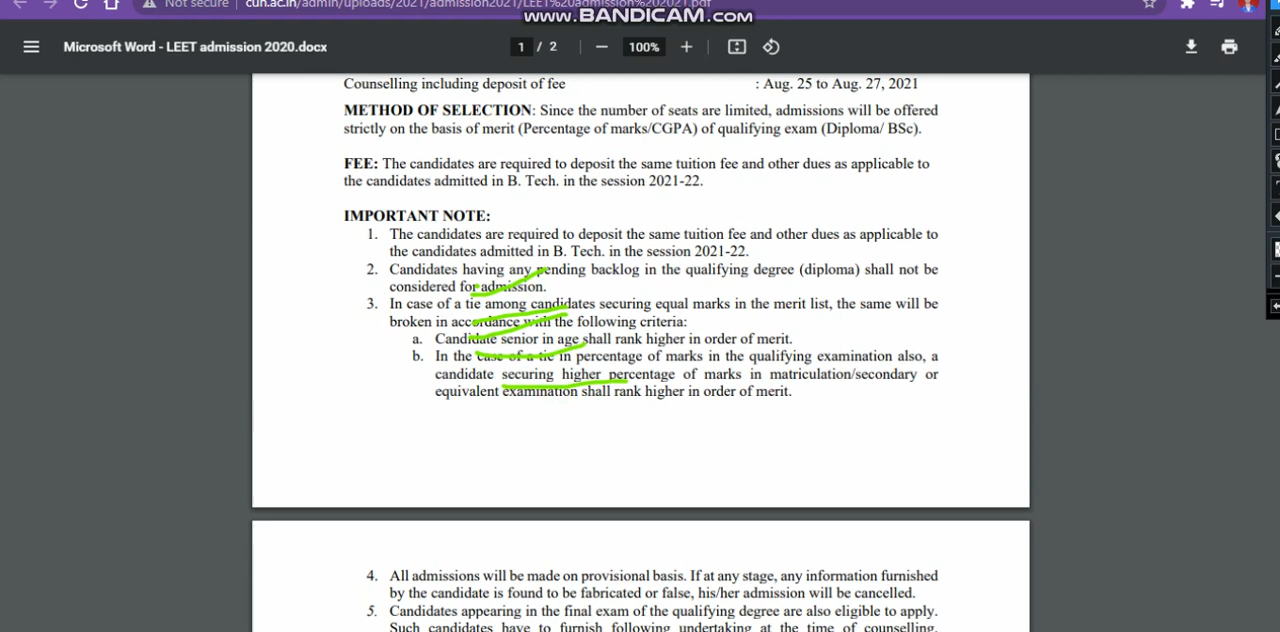 Not secure | cuh.ac.in/admin/uploads/2021/admission2021/LEET%20admission%202021.pdf
www.BANDICAM.com
Microsoft Word - LEET admission 2020.docx
1 / 2
100%
Counselling including deposit of fee : Aug. 25 to Aug. 27, 2021
METHOD OF SELECTION: Since the number of seats are limited, admissions will be offered
strictly on the basis of merit (Percentage of marks/CGPA) of qualifying exam (Diploma/ BSc).
FEE: The candidates are required to deposit the same tuition fee and other dues as applicable to
the candidates admitted in B. Tech. in the session 2021-22.
IMPORTANT NOTE:
1. The candidates are required to deposit the same tuition fee and other dues as applicable to
the candidates admitted in B. Tech. in the session 2021-22.
2. Candidates having any pending backlog in the qualifying degree (diploma) shall not be
considered for admission.
3. In case of a tie among candidates securing equal marks in the merit list, the same will be
broken in accordance with the following criteria:
a. Candidate senior in age shall rank higher in order of merit.
b. In the case of a tie in percentage of marks in the qualifying examination also, a
candidate securing higher percentage of marks in matriculation/secondary or
equivalent examination shall rank higher in order of merit.
4. All admissions will be made on provisional basis. If at any stage, any information furnished
by the candidate is found to be fabricated or false, his/her admission will be cancelled.
5. Candidates appearing in the final exam of the qualifying degree are also eligible to apply.
Such candidates have to furnish following undertaking at the time of counselling.